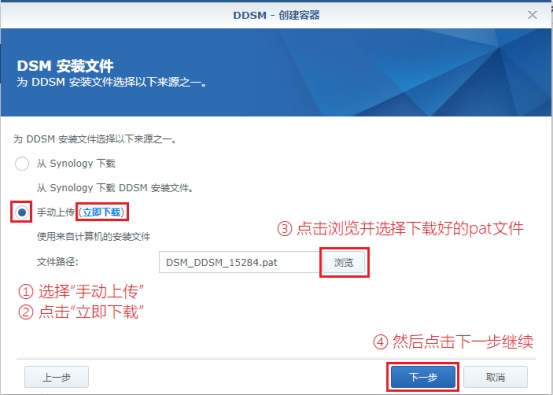 DDSM - 创建容器
DSM 安装文件
为 DDSM 安装文件选择以下来源之一。
为 DDSM 安装文件选择以下来源之一。
从 Synology 下载
从 Synology 下载 DDSM 安装文件。
手动上传 (立即下载)
③ 点击浏览并选择下载好的pat文件
使用来自计算机的安装文件
文件路径: DSM_DDSM_15284.pat 浏览
① 选择“手动上传”
② 点击“立即下载”
④ 然后点击下一步继续
上一步 下一步 取消